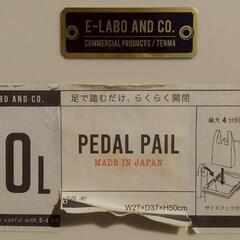 E-LABO AND CO.
COMMERCIAL PRODUCTS / TENMA
ABO AND CO.
足で踏むだけ、らくらく開閉
最大4分別
0L
PEDAL PAIL
MADE IN JAPAN
W27×D37×H50cm
サイドフック付
useful with E-L